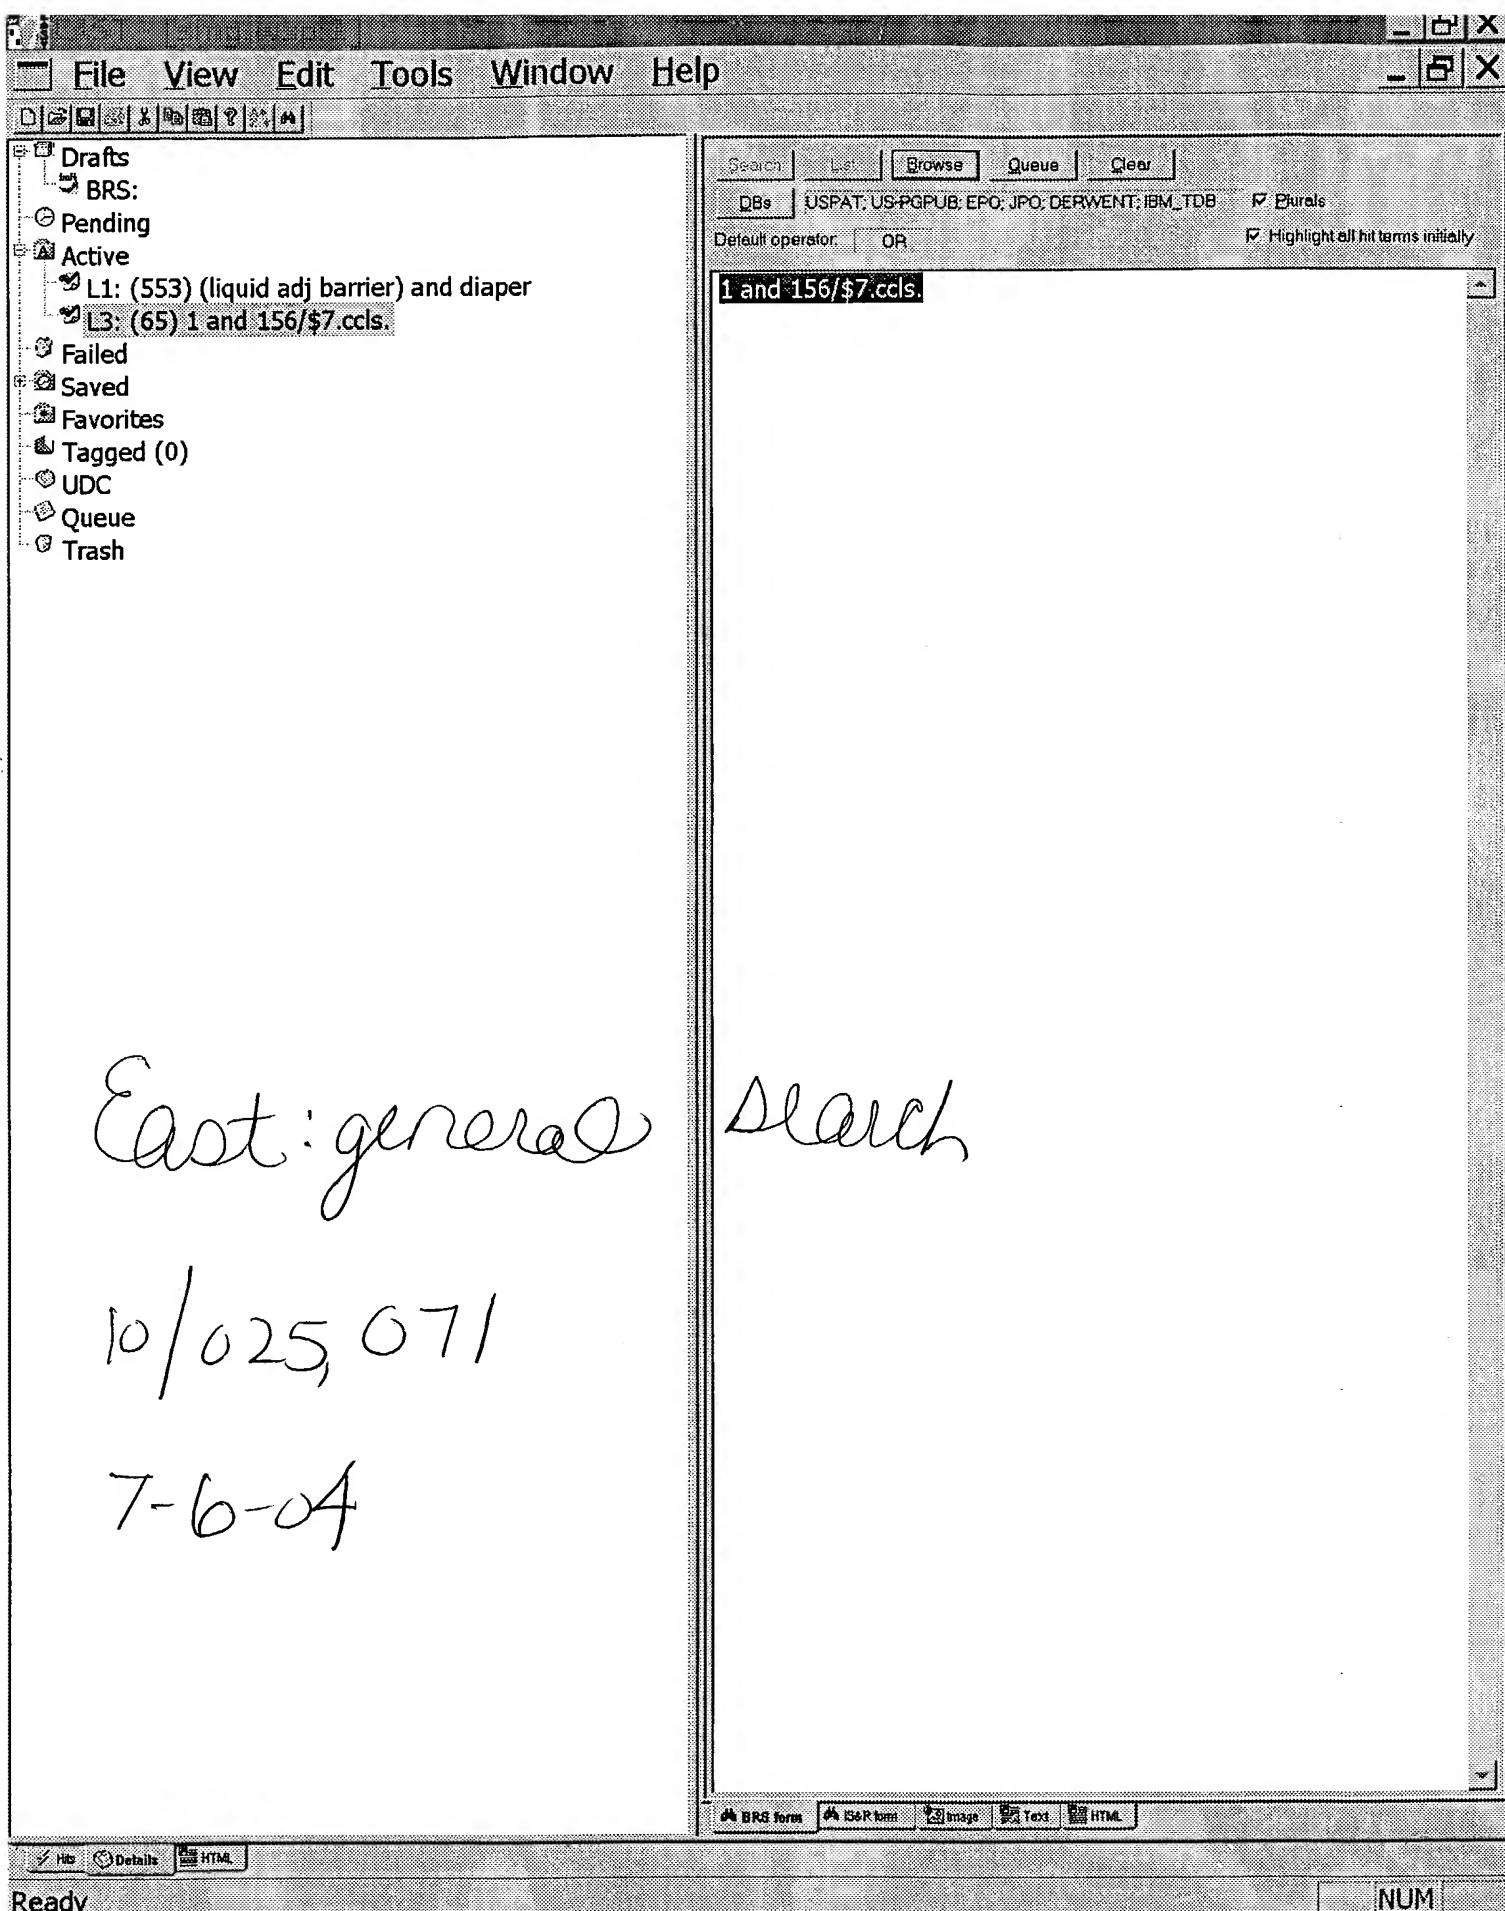 File View Edit Tools Window Help
Drafts
BRS:
Pending
Active
L1: (553) (liquid adj barrier) and diaper
L3: (65) 1 and 156/$7.ccls.
Failed
Saved
Favorites
Tagged (0)
UDC
Queue
Trash
Search List Browse Queue Clear
DBs USPAT; US-PGPUB; EPO; JPO; DERWENT; IBM_TDB Plurals
Default operator: OR Highlight all hit terms initially
1 and 156/$7.ccls.
East: general search
10/025,071
7-6-04
BRS form IS&R form Image Text HTML
Hits Details HTML
Ready NUM